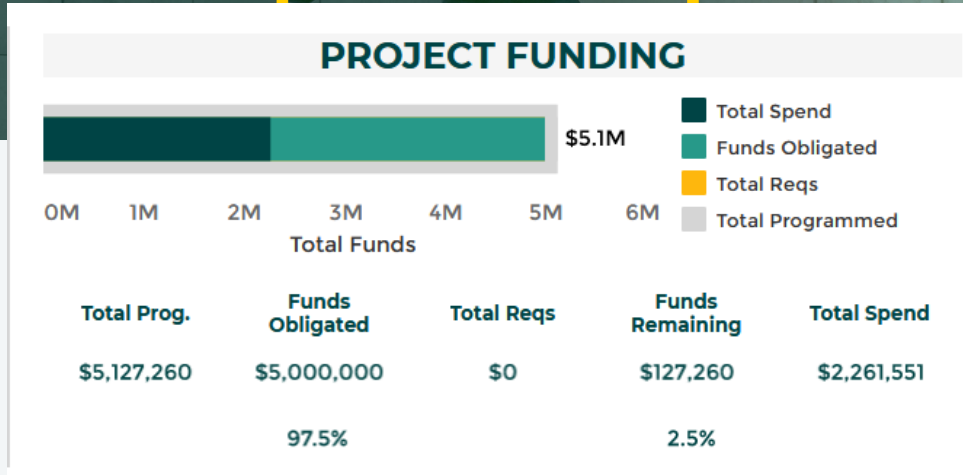 PROJECT FUNDING
$5.1M
Total Spend
Funds Obligated
Total Reqs
Total Programmed
0M 1M 2M 3M 4M 5M 6M
Total Funds
Total Prog.
Funds
Obligated
Total Reqs
Funds
Remaining
Total Spend
$5,127,260 $5,000,000 $0 $127,260 $2,261,551
97.5% 2.5%